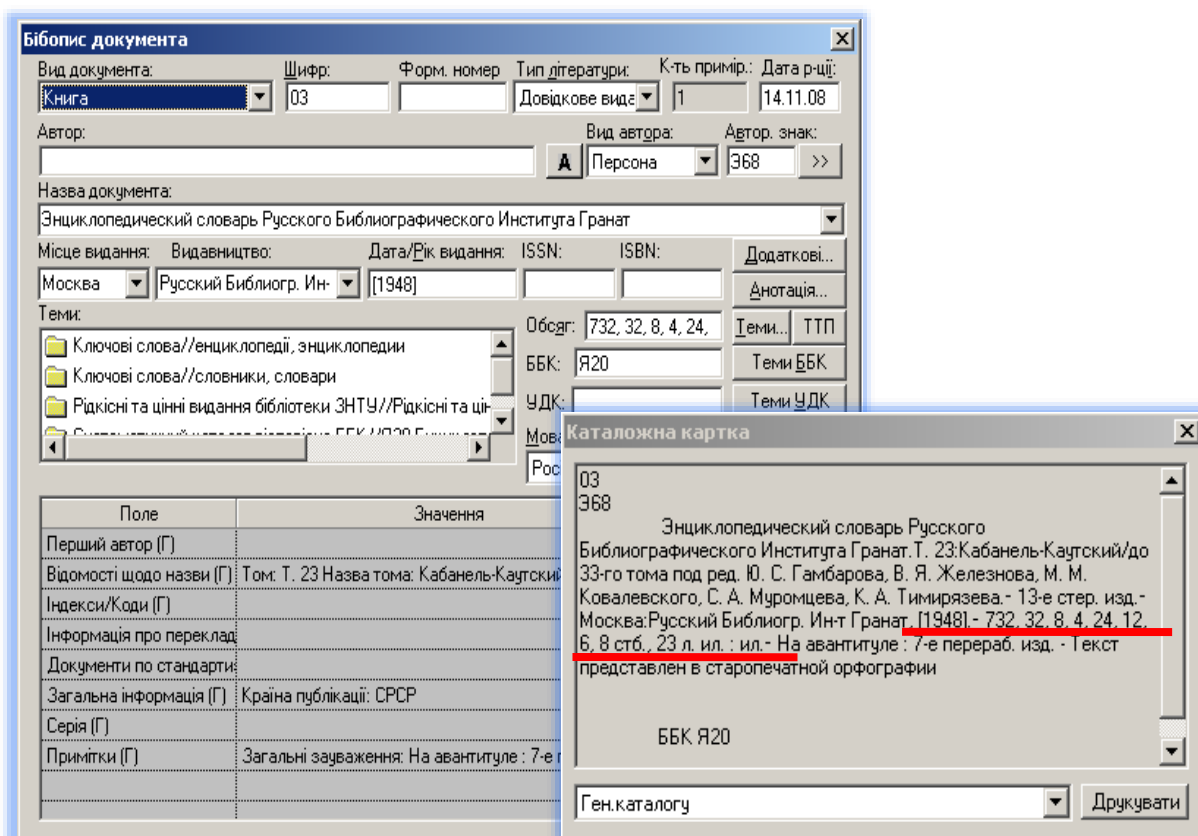 Бібопис документа
Вид документа: Шифр: Форм. номер Тип літератури: К-ть примір.: Дата р-ції:
Книга 03 Довідкове вида 1 14.11.08
Автор: Вид автора: Автор. знак:
А Персона Э68 >>
Назва документа:
Энциклопедический словарь Русского Библиографического Института Гранат
Місце видання: Видавництво: Дата/Рік видання: ISSN: ISBN: Додаткові...
Москва Русский Библиогр. Ин- [1948] Анотація...
Теми: Обсяг: 732, 32, 8, 4, 24, Теми... ТТП
Ключові слова//енциклопедії, энциклопедии
Ключові слова//словники, словари ББК: Я20 Теми ББК
Рідкісні та цінні видання бібліотеки ЗНТУ//Рідкісні та цін УДК: Теми УДК
Мова
Рос
Поле Значення
Перший автор (Г)
Відомості щодо назви (Г) Том: Т. 23 Назва тома: Кабанель-Каутский
Індекси/Коди (Г)
Інформація про переклад
Документи по стандарти
Загальна інформація (Г) Країна публікації: СРСР
Серія (Г)
Примітки (Г) Загальні зауваження: На авантитуле : 7-е п
Каталожна картка
03
Э68
Энциклопедический словарь Русского
Библиографического Института Гранат.Т. 23:Кабанель-Каутский/до
33-го тома под ред. Ю. С. Гамбарова, В. Я. Железнова, М. М.
Ковалевского, С. А. Муромцева, К. А. Тимирязева.- 13-е стер. изд.-
Москва:Русский Библиогр. Ин-т Гранат, [1948].- 732, 32, 8, 4, 24, 12,
6, 8 стб., 23 л. ил. : ил.- На авантитуле : 7-е перераб. изд. - Текст
представлен в старопечатной орфографии
ББК Я20
Ген.каталогу Друкувати